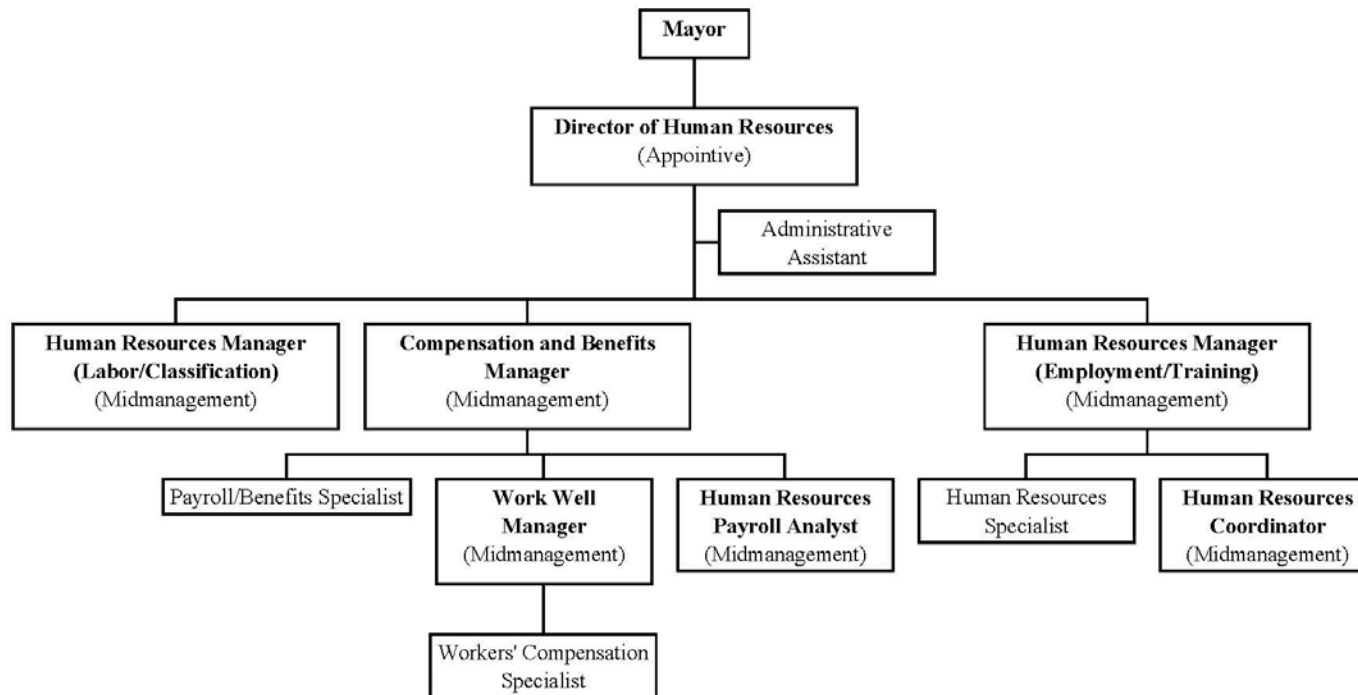 Mayor
Director of Human Resources
(Appointive)
Administrative
Assistant
Human Resources Manager
(Labor/Classification)
(Midmanagement)
Compensation and Benefits
Manager
(Midmanagement)
Human Resources Manager
(Employment/Training)
(Midmanagement)
Payroll/Benefits Specialist
Work Well
Manager
(Midmanagement)
Human Resources
Payroll Analyst
(Midmanagement)
Human Resources
Specialist
Human Resources
Coordinator
(Midmanagement)
Workers' Compensation
Specialist